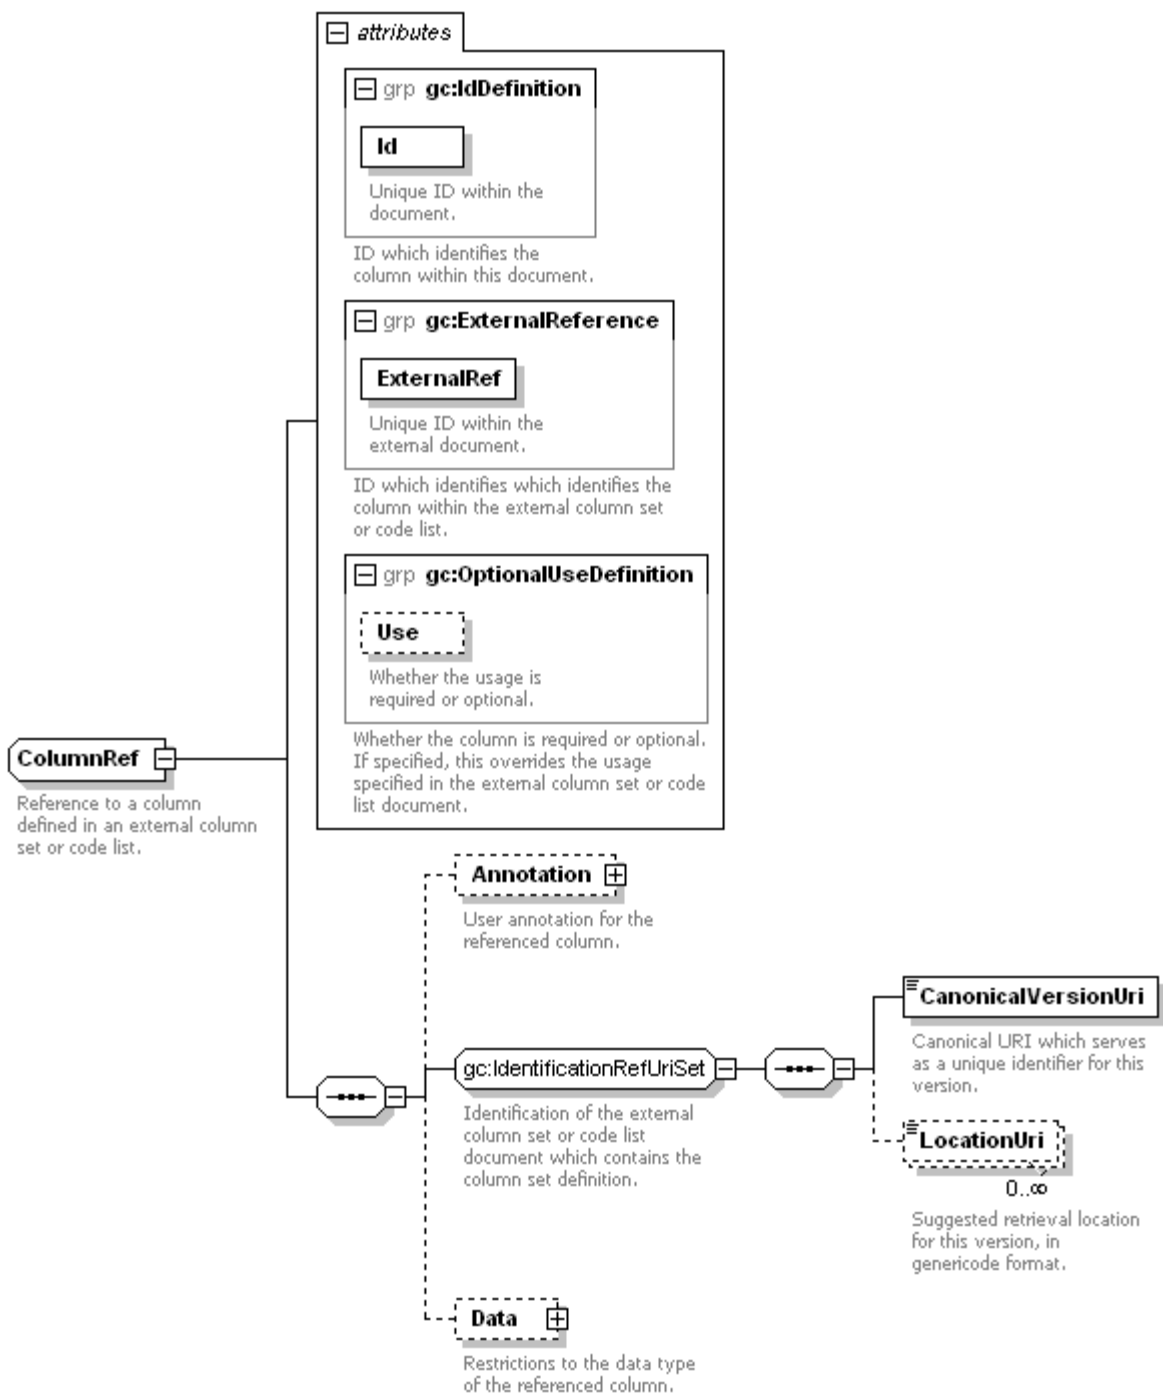 attributes
grp gc:IdDefinition
Id
Unique ID within the
document.
ID which identifies the
column within this document.
grp gc:ExternalReference
ExternalRef
Unique ID within the
external document.
ID which identifies which identifies the
column within the external column set
or code list.
grp gc:OptionalUseDefinition
Use
Whether the usage is
required or optional.
Whether the column is required or optional.
If specified, this overrides the usage
specified in the external column set or code
list document.
ColumnRef
Reference to a column
defined in an external column
set or code list.
Annotation
User annotation for the
referenced column.
gc:IdentificationRefUriSet
Identification of the external
column set or code list
document which contains the
column set definition.
CanonicalVersionUri
Canonical URI which serves
as a unique identifier for this
version.
LocationUri
0..∞
Suggested retrieval location
for this version, in
genericode format.
Data
Restrictions to the data type
of the referenced column.